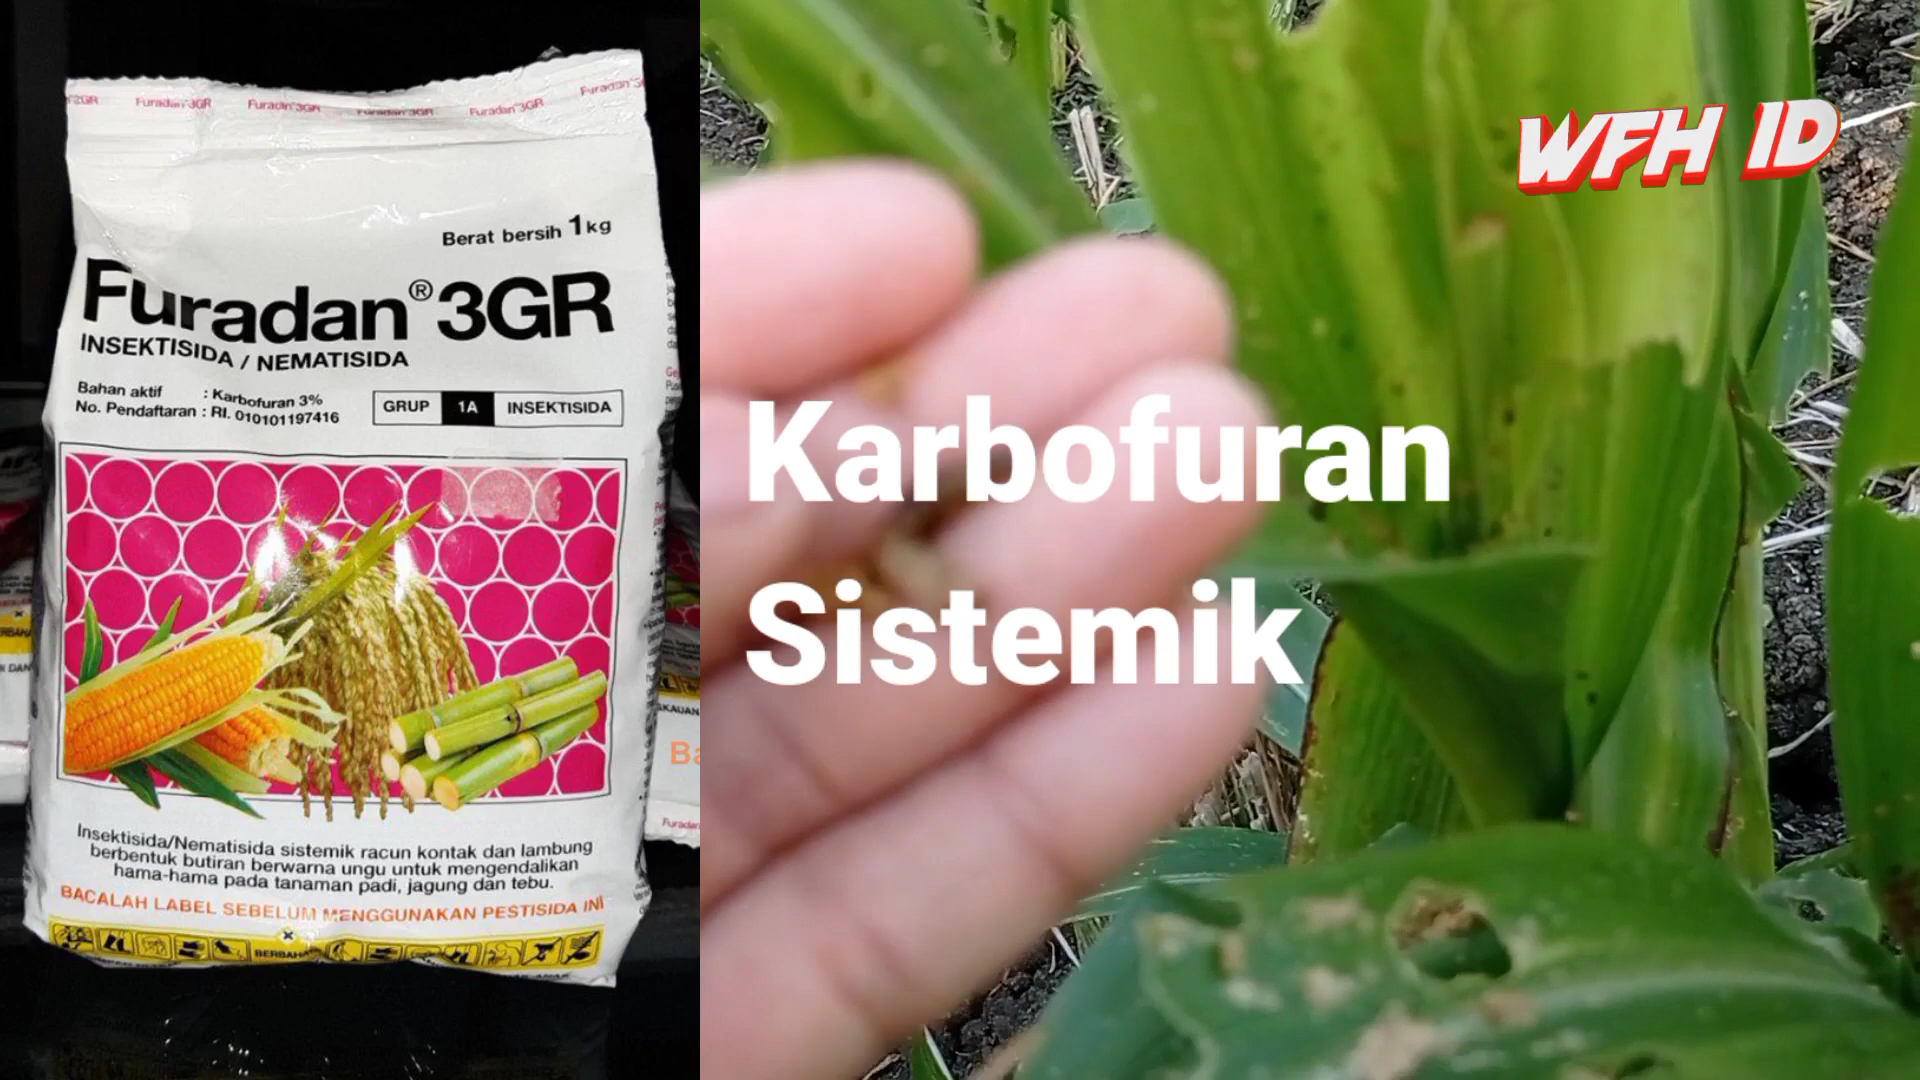 Furadan 3GR Furadan 3GR Furadan 3GR Furadan 3GR Furadan 3GR
Berat bersih 1kg
Furadan® 3GR
INSEKTISIDA / NEMATISIDA
Bahan aktif : Karbofuran 3%
No. Pendaftaran : RI. 010101197416
GRUP 1A INSEKTISIDA
Insektisida/Nematisida sistemik racun kontak dan lambung
berbentuk butiran berwarna ungu untuk mengendalikan
hama-hama pada tanaman padi, jagung dan tebu.
BACALAH LABEL SEBELUM MENGGUNAKAN PESTISIDA INI
WFH ID
Karbofuran
Sistemik